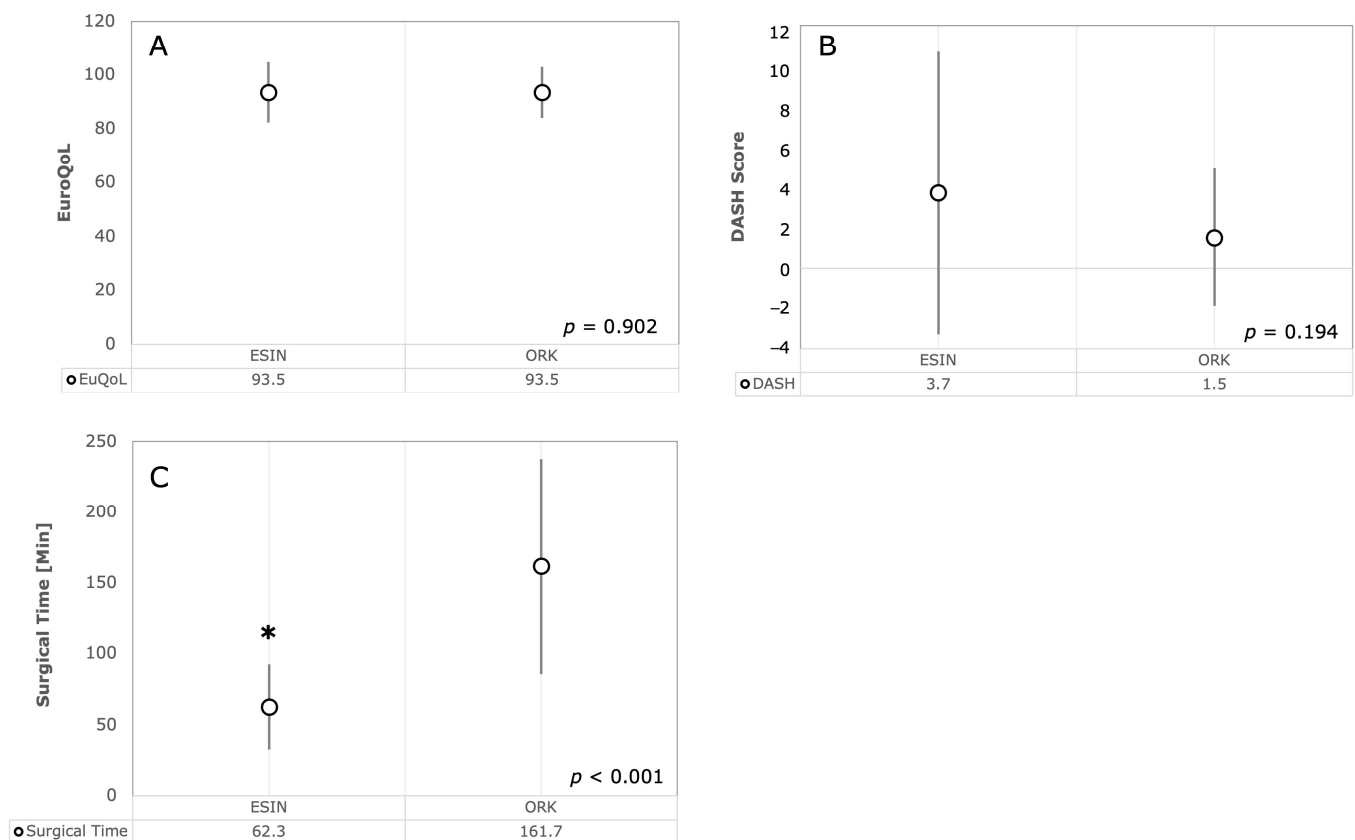 A
EuroQoL
120
100
80
60
40
20
0
p = 0.902
ESIN ORK
EuQoL 93.5 93.5
B
DASH Score
12
10
8
6
4
2
0
–2
–4
p = 0.194
ESIN ORK
DASH 3.7 1.5
C
Surgical Time [Min]
250
200
150
100
50
0
*
p < 0.001
ESIN ORK
Surgical Time 62.3 161.7